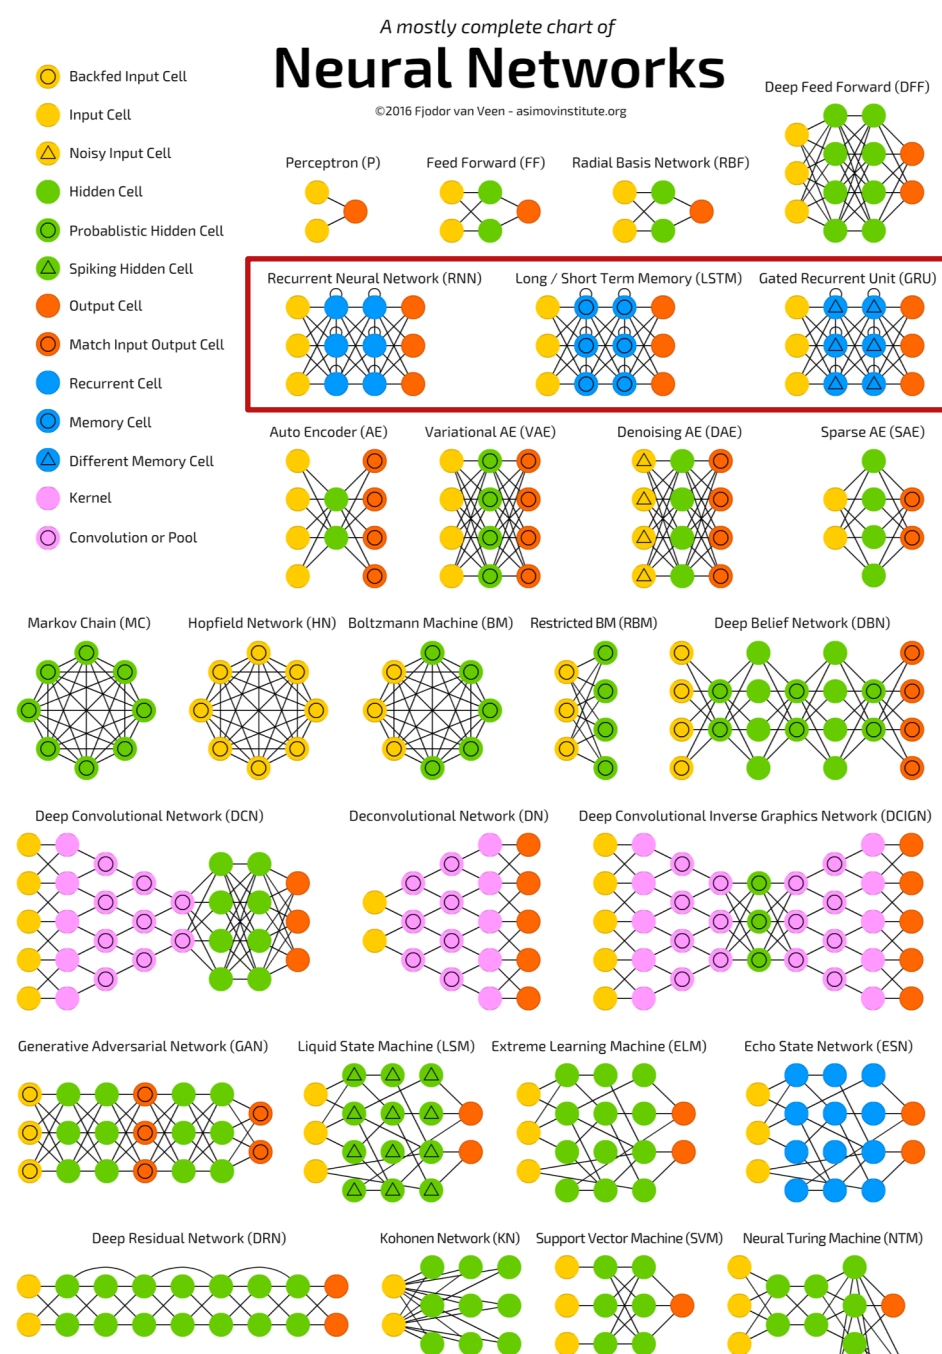 A mostly complete chart of
Neural Networks
©2016 Fjodor van Veen - asimovinstitute.org
Backfed Input Cell
Input Cell
Noisy Input Cell
Hidden Cell
Probablistic Hidden Cell
Spiking Hidden Cell
Output Cell
Match Input Output Cell
Recurrent Cell
Memory Cell
Different Memory Cell
Kernel
Convolution or Pool
Deep Feed Forward (DFF)
Perceptron (P)
Feed Forward (FF)
Radial Basis Network (RBF)
Recurrent Neural Network (RNN)
Long / Short Term Memory (LSTM)
Gated Recurrent Unit (GRU)
Auto Encoder (AE)
Variational AE (VAE)
Denoising AE (DAE)
Sparse AE (SAE)
Markov Chain (MC)
Hopfield Network (HN)
Boltzmann Machine (BM)
Restricted BM (RBM)
Deep Belief Network (DBN)
Deep Convolutional Network (DCN)
Deconvolutional Network (DN)
Deep Convolutional Inverse Graphics Network (DCIGN)
Generative Adversarial Network (GAN)
Liquid State Machine (LSM)
Extreme Learning Machine (ELM)
Echo State Network (ESN)
Deep Residual Network (DRN)
Kohonen Network (KN)
Support Vector Machine (SVM)
Neural Turing Machine (NTM)